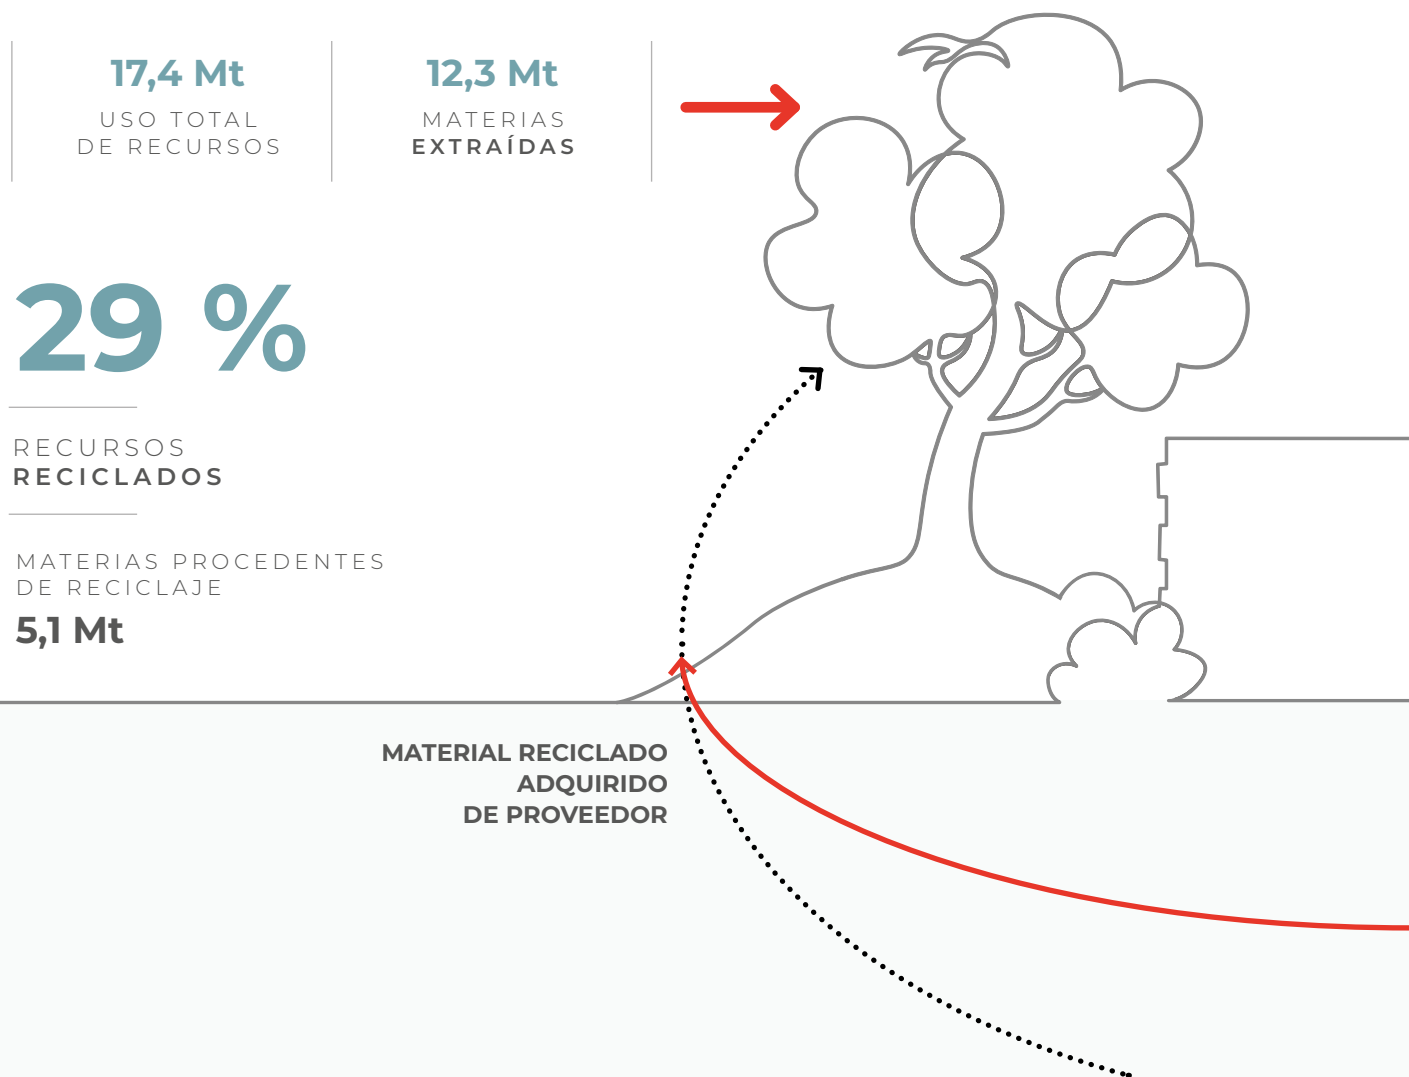 17,4 Mt
USO TOTAL
DE RECURSOS
12,3 Mt
MATERIAS
EXTRAÍDAS
29 %
RECURSOS
RECICLADOS
MATERIAS PROCEDENTES
DE RECICLAJE
5,1 Mt
MATERIAL RECICLADO
ADQUIRIDO
DE PROVEEDOR